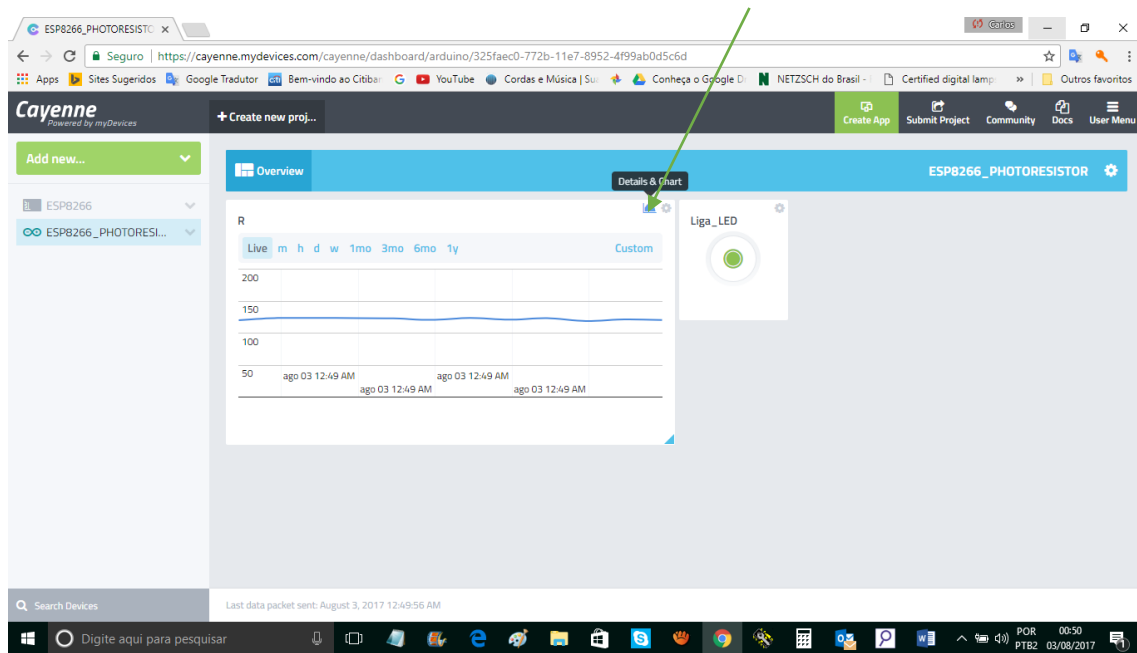 ESP8266_PHOTORESISTO
Carlos
Seguro https://cayenne.mydevices.com/cayenne/dashboard/arduino/325faec0-772b-11e7-8952-4f99ab0d5c6d
Apps Sites Sugeridos Google Tradutor citi Bem-vindo ao Citiban YouTube Cordas e Música | Su Conheça o Google D NETZSCH do Brasil - Certified digital lamp » Outros favoritos
Cayenne
Powered by myDevices
+ Create new proj...
Create App
Submit Project
Community
Docs
User Menu
Add new...
Overview
Details & Chart
ESP8266_PHOTORESISTOR
ESP8266
ESP8266_PHOTORESI...
R
Live m h d w 1mo 3mo 6mo 1y Custom
200
150
100
50
ago 03 12:49 AM
ago 03 12:49 AM
ago 03 12:49 AM
ago 03 12:49 AM
Liga_LED
Search Devices
Last data packet sent: August 3, 2017 12:49:56 AM
Digite aqui para pesquisar
POR
PTB2
00:50
03/08/2017